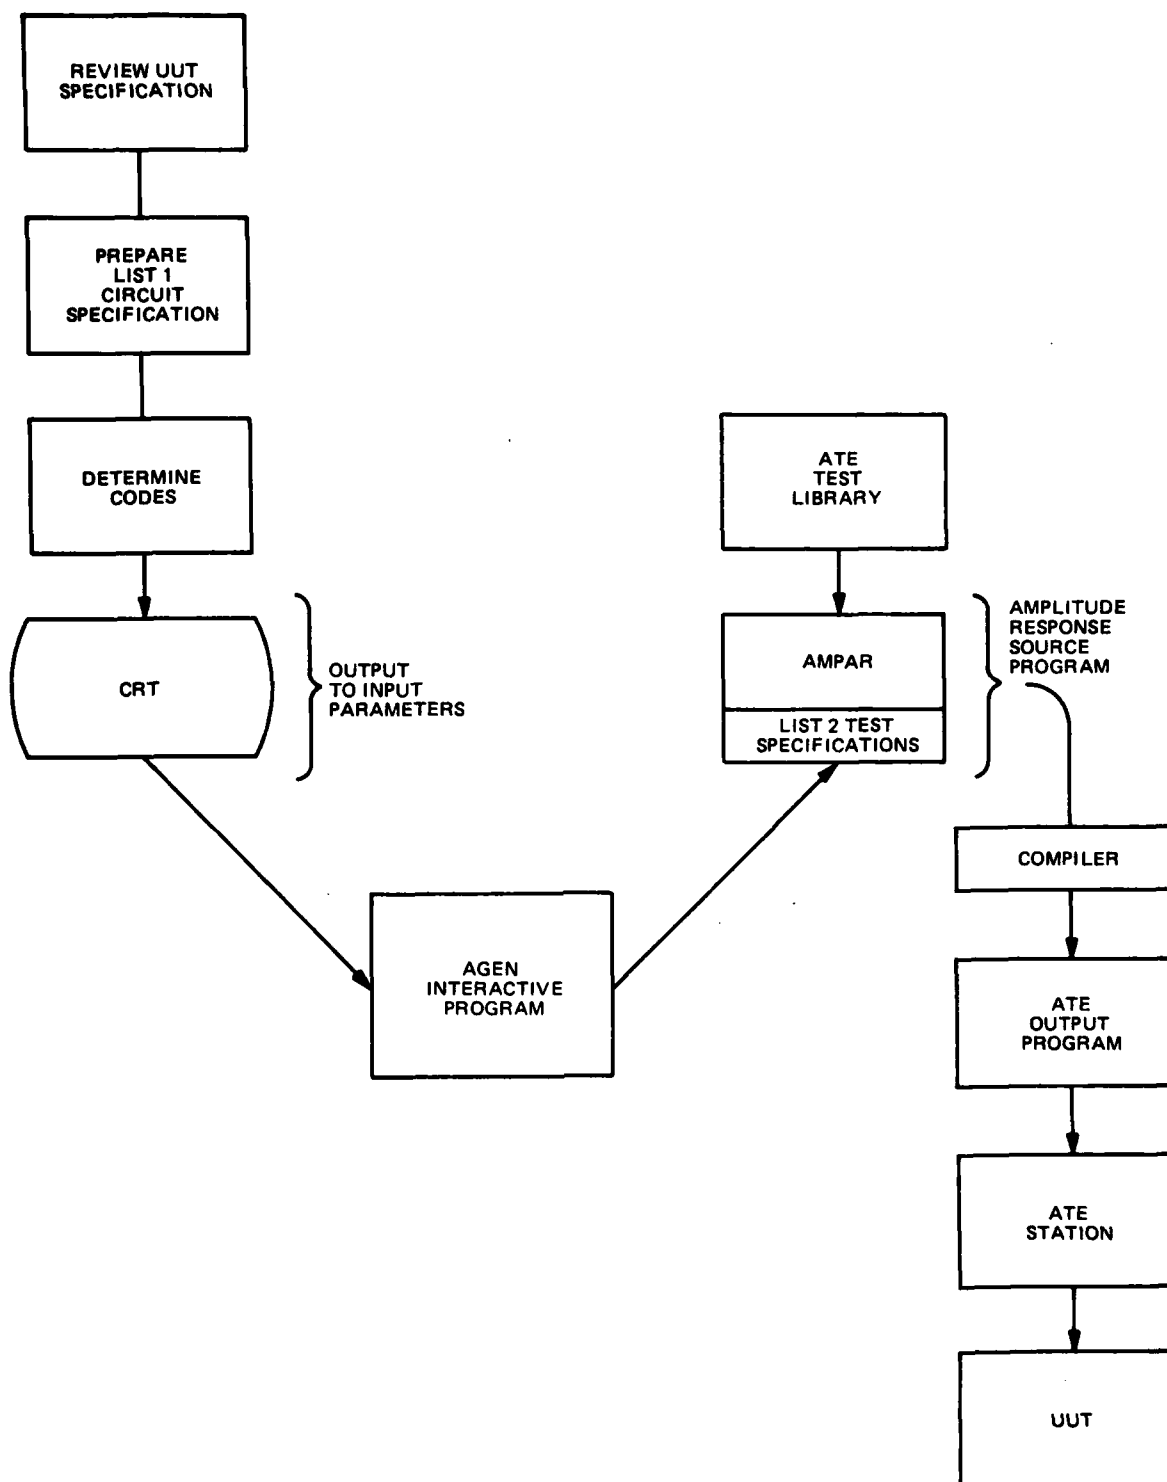 REVIEW UUT
SPECIFICATION
PREPARE
LIST 1
CIRCUIT
SPECIFICATION
DETERMINE
CODES
CRT
OUTPUT
TO INPUT
PARAMETERS
AGEN
INTERACTIVE
PROGRAM
ATE
TEST
LIBRARY
AMPAR
LIST 2 TEST
SPECIFICATIONS
AMPLITUDE
RESPONSE
SOURCE
PROGRAM
COMPILER
ATE
OUTPUT
PROGRAM
ATE
STATION
UUT